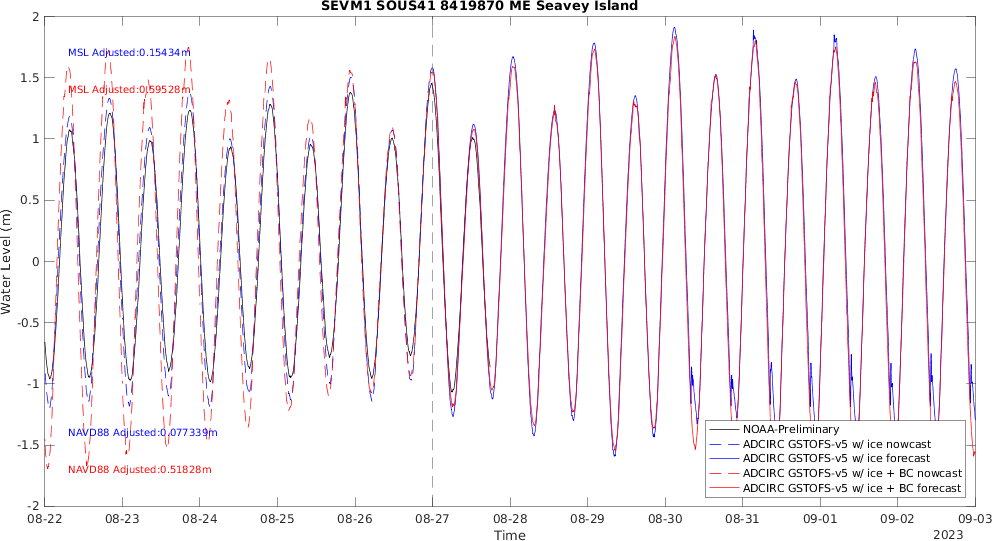 SEVM1 SOUS41 8419870 ME Seavey Island
2
1.5
1
0.5
0
-0.5
-1
-1.5
-2
Water Level (m)
MSL Adjusted:0.15434m
MSL Adjusted:0.59528m
NAVD88 Adjusted:0.077339m
NAVD88 Adjusted:0.51828m
NOAA-Preliminary
ADCIRC GSTOFS-v5 w/ ice nowcast
ADCIRC GSTOFS-v5 w/ ice forecast
ADCIRC GSTOFS-v5 w/ ice + BC nowcast
ADCIRC GSTOFS-v5 w/ ice + BC forecast
08-22 08-23 08-24 08-25 08-26 08-27 08-28 08-29 08-30 08-31 09-01 09-02 09-03
Time
2023